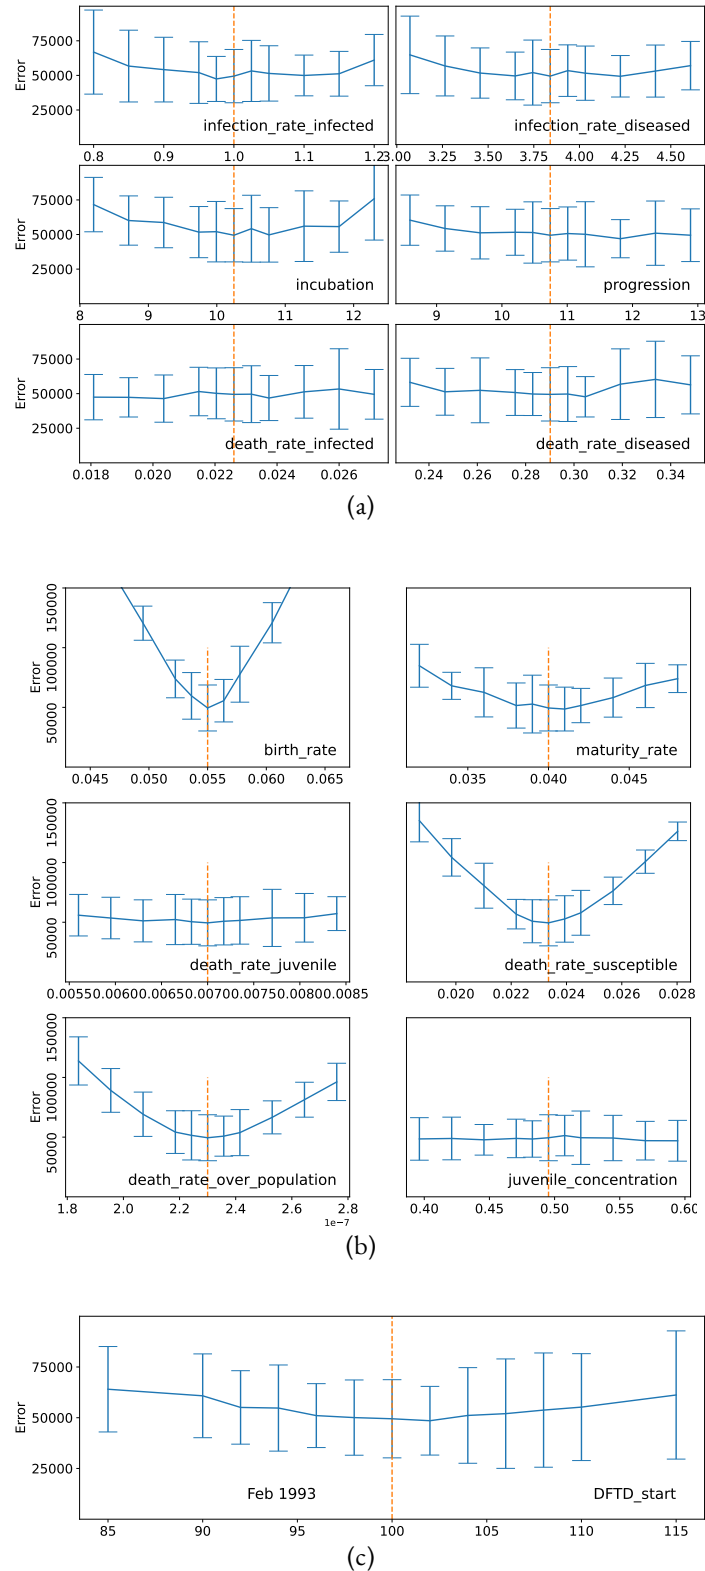 75000
50000
25000
Error
infection_rate_infected
infection_rate_diseased
0.8 0.9 1.0 1.1 1.2 3.00 3.25 3.50 3.75 4.00 4.25 4.50
75000
50000
25000
Error
incubation
progression
8 9 10 11 12 9 10 11 12 13
75000
50000
25000
Error
death_rate_infected
death_rate_diseased
0.018 0.020 0.022 0.024 0.026 0.24 0.26 0.28 0.30 0.32 0.34
(a)
150000
100000
50000
Error
birth_rate
maturity_rate
0.045 0.050 0.055 0.060 0.065 0.035 0.040 0.045
150000
100000
50000
Error
death_rate_juvenile
death_rate_susceptible
0.0055 0.0060 0.0065 0.0070 0.0075 0.0080 0.0085 0.020 0.022 0.024 0.026 0.028
150000
100000
50000
Error
death_rate_over_population
juvenile_concentration
1.8 2.0 2.2 2.4 2.6 2.8 0.40 0.45 0.50 0.55 0.60
1e−7
(b)
75000
50000
25000
Error
Feb 1993
DFTD_start
85 90 95 100 105 110 115
(c)